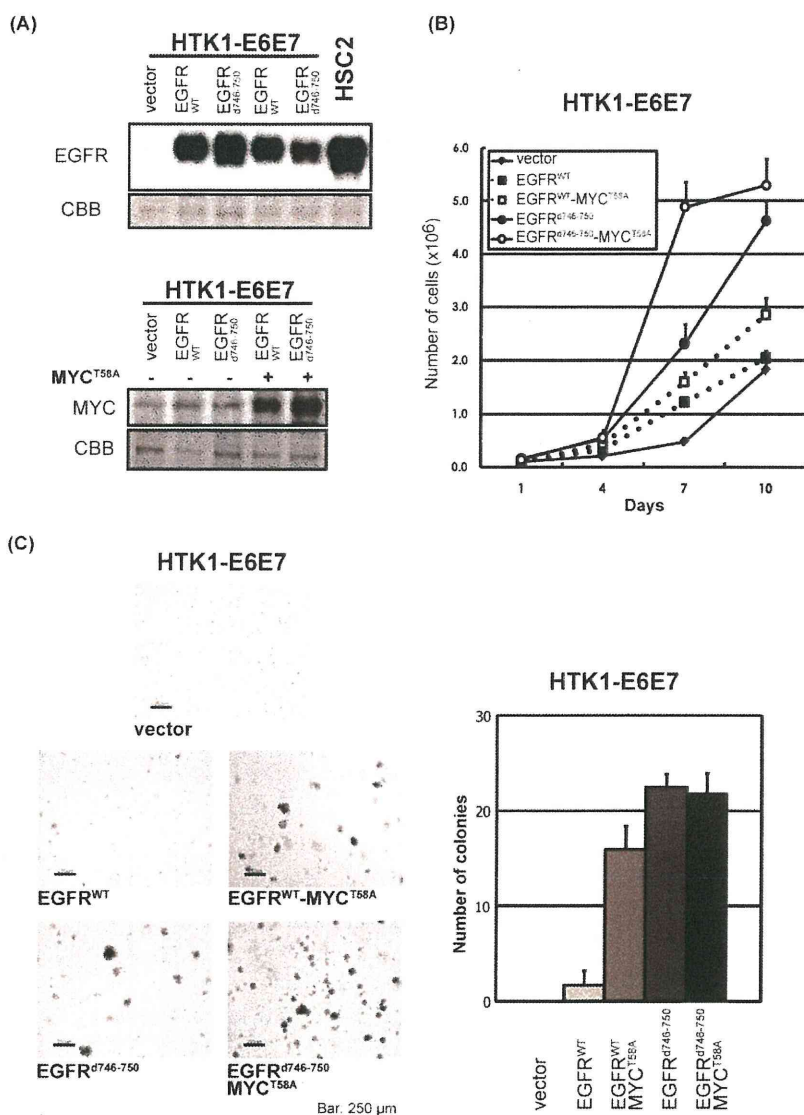 (A)
HTK1-E6E7
HSC2
vector
EGFR WT
EGFR d746-750
EGFR WT
EGFR d746-750
EGFR
CBB
HTK1-E6E7
vector
EGFR WT
EGFR d746-750
EGFR WT
EGFR d746-750
MYC^T58A - - - + +
MYC
CBB
(B)
HTK1-E6E7
vector
EGFR^WT
EGFR^WT-MYC^T58A
EGFR^d746-750
EGFR^d746-750-MYC^T58A
Number of cells (x10^6)
6.0
5.0
4.0
3.0
2.0
1.0
0.0
1 4 7 10
Days
(C)
HTK1-E6E7
vector
EGFR^WT
EGFR^WT-MYC^T58A
EGFR^d746-750
EGFR^d746-750
MYC^T58A
Bar: 250 µm
HTK1-E6E7
Number of colonies
30
20
10
0
vector
EGFR^WT
EGFR^WT
MYC^T58A
EGFR^d746-750
EGFR^d746-750
MYC^T58A